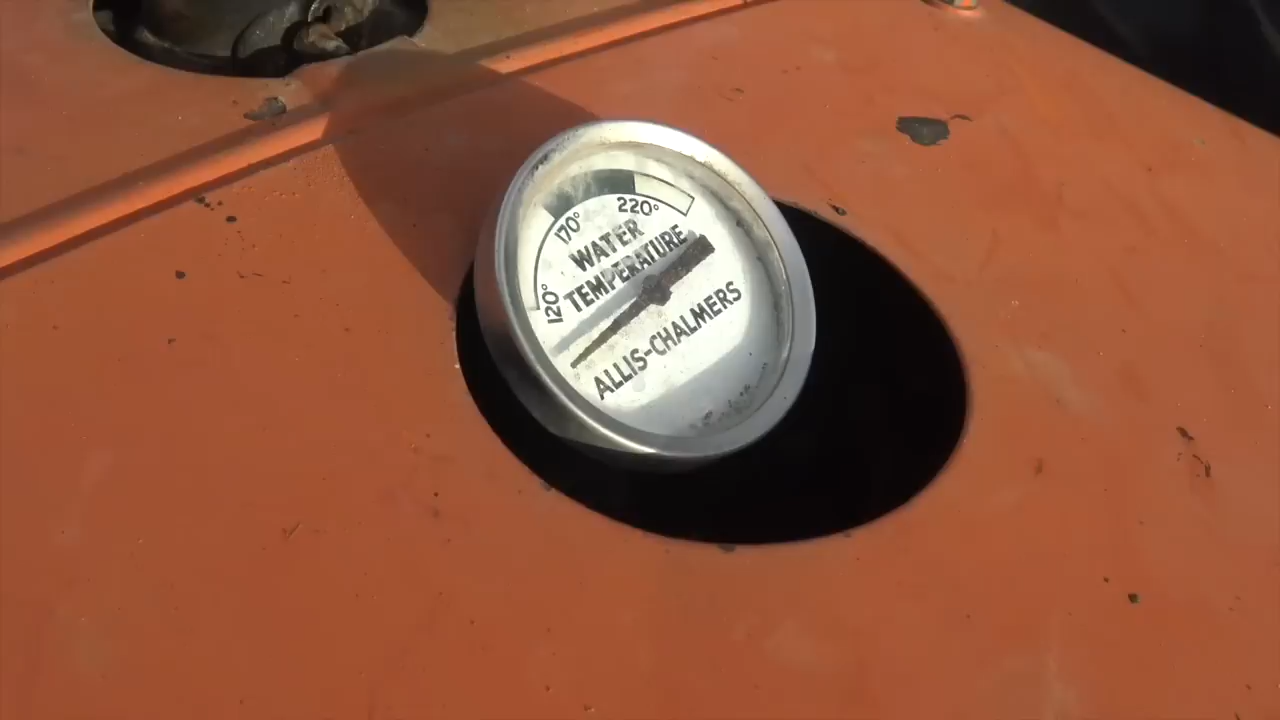 120°
170°
220°
WATER
TEMPERATURE
ALLIS-CHALMERS